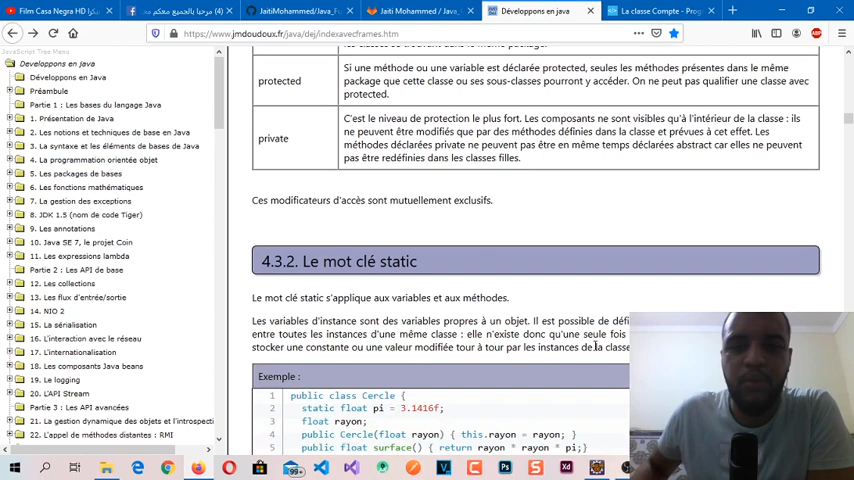 Film Casa Negra HD
(4) مرحبا بالجميع معكم
JaitiMohammed/Java_Fu
Jaiti Mohammed / Java_
Développons en java
La classe Compte - Prog
https://www.jmdoudoux.fr/java/dej/indexavecframes.htm
JavaScript Tree Menu
Developpons en java
Développons en Java
Préambule
Partie 1 : Les bases du langage Java
1. Présentation de Java
2. Les notions et techniques de base en Java
3. La syntaxe et les éléments de bases de Java
4. La programmation orientée objet
5. Les packages de bases
6. Les fonctions mathématiques
7. La gestion des exceptions
8. JDK 1.5 (nom de code Tiger)
9. Les annotations
10. Java SE 7, le projet Coin
11. Les expressions lambda
Partie 2 : Les API de base
12. Les collections
13. Les flux d'entrée/sortie
14. NIO 2
15. La sérialisation
16. L'interaction avec le réseau
17. L'internationalisation
18. Les composants Java beans
19. Le logging
20. L'API Stream
Partie 3 : Les API avancées
21. La gestion dynamique des objets et l'introspecti
22. L'appel de méthodes distantes : RMI
les classes se trouvant dans le même package.
protected
Si une méthode ou une variable est déclarée protected, seules les méthodes présentes dans le même
package que cette classe ou ses sous-classes pourront y accéder. On ne peut pas qualifier une classe avec
protected.
private
C'est le niveau de protection le plus fort. Les composants ne sont visibles qu'à l'intérieur de la classe : ils
ne peuvent être modifiés que par des méthodes définies dans la classe et prévues à cet effet. Les
méthodes déclarées private ne peuvent pas être en même temps déclarées abstract car elles ne peuvent
pas être redéfinies dans les classes filles.
Ces modificateurs d'accès sont mutuellement exclusifs.
4.3.2. Le mot clé static
Le mot clé static s'applique aux variables et aux méthodes.
Les variables d'instance sont des variables propres à un objet. Il est possible de défi
entre toutes les instances d'une même classe : elle n'existe donc qu'une seule fois
stocker une constante ou une valeur modifiée tour à tour par les instances de la classe
Exemple :
1 public class Cercle {
2 static float pi = 3.1416f;
3 float rayon;
4 public Cercle(float rayon) { this.rayon = rayon; }
5 public float surface() { return rayon * rayon * pi;}
99+